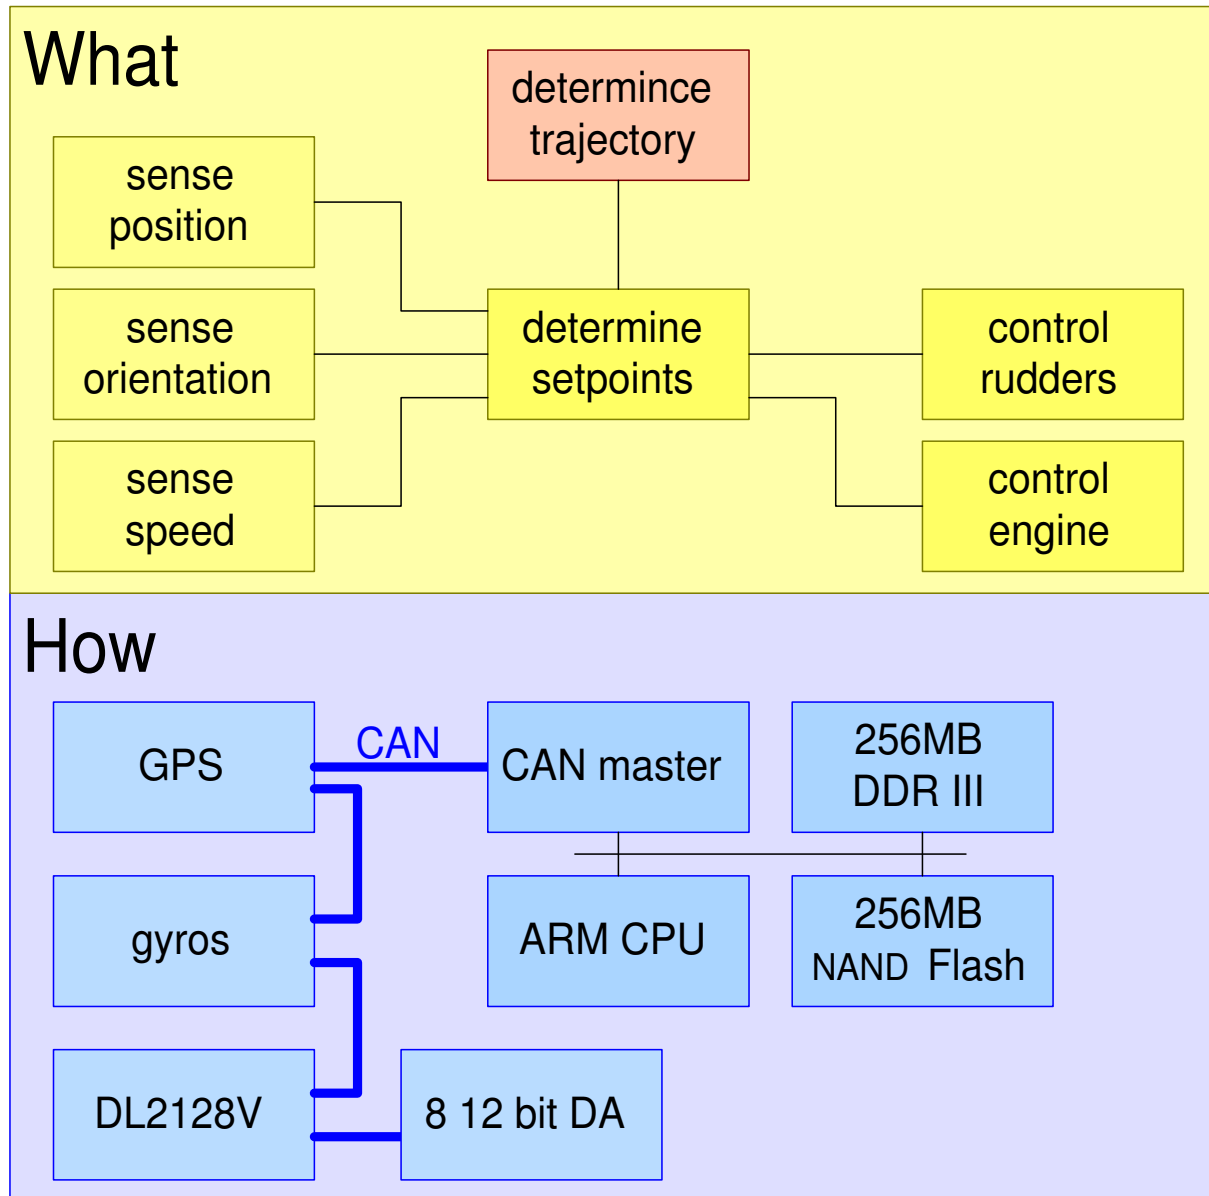 What
determince
trajectory
sense
position
sense
orientation
determine
setpoints
control
rudders
sense
speed
control
engine
How
GPS
CAN
CAN master
256MB
DDR III
gyros
ARM CPU
256MB
NAND Flash
DL2128V
8 12 bit DA